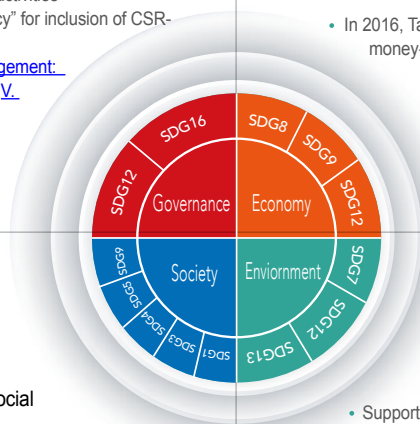 cy” for inclusion of CSR-
• In 2016, Ta
money-
gement:
V.
SDG16
SDG8
SDG9
SDG12
SDG12
Governance
Economy
Society
Enviornment
SDG6
SDG5
SDG4
SDG3
SDG1
SDG7
SDG12
SDG13
ocial
• Support